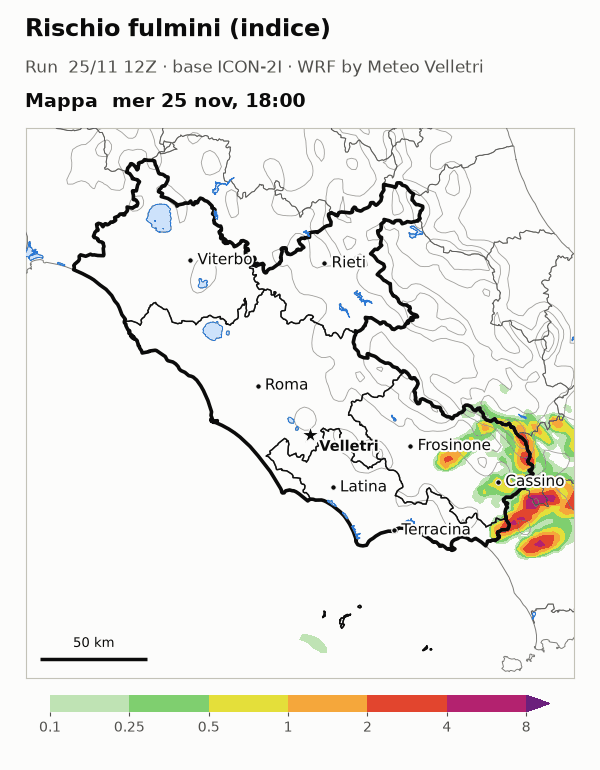 Rischio fulmini (indice)
Run  25/11 12Z · base ICON-2I · WRF by Meteo Velletri
Mappa  mer 25 nov, 18:00
Viterbo
Rieti
Roma
Velletri
Frosinone
Cassino
Latina
Terracina
50 km
0.1 0.25 0.5 1 2 4 8